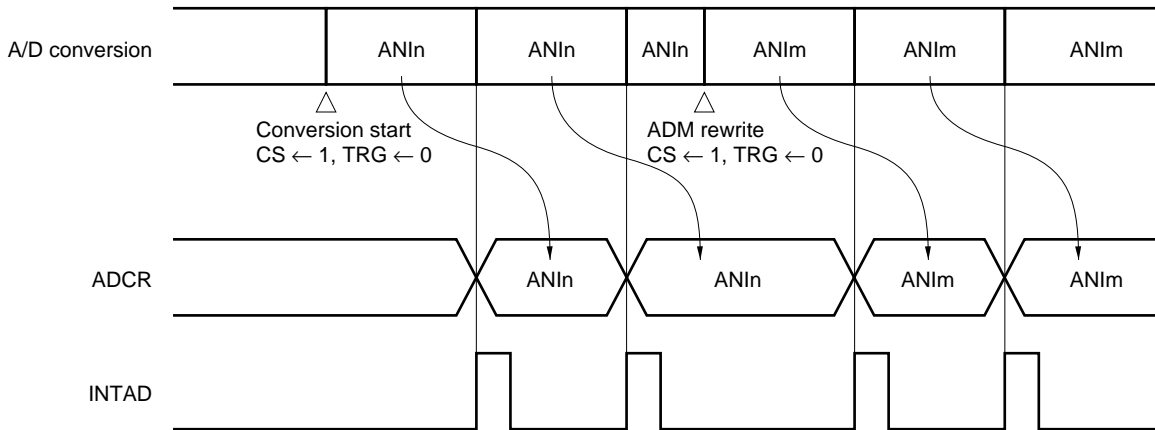 A/D conversion
ANIn ANIn ANIn ANIm ANIm ANIm
Conversion start
CS ← 1, TRG ← 0
ADM rewrite
CS ← 1, TRG ← 0
ADCR
ANIn ANIn ANIm ANIm
INTAD